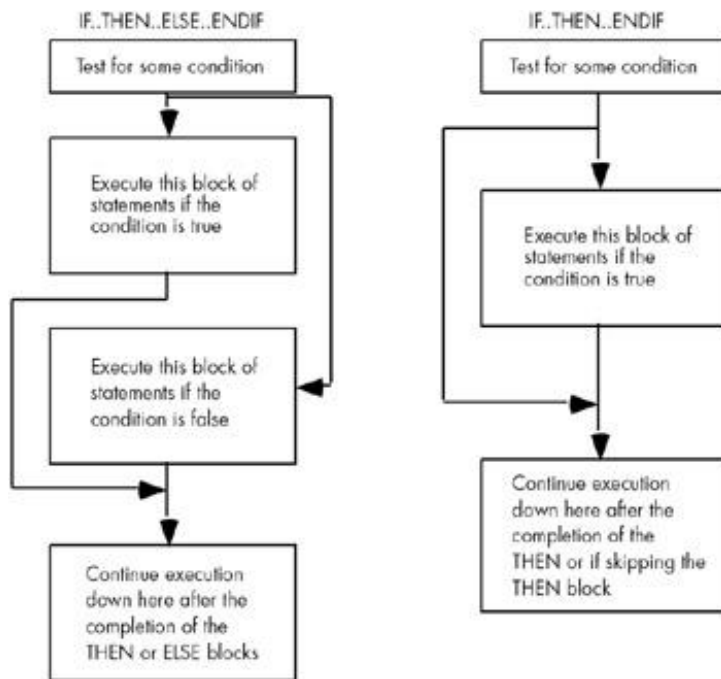 IF..THEN..ELSE..ENDIF
Test for some condition
Execute this block of
statements if the
condition is true
Execute this block of
statements if the
condition is false
Continue execution
down here after the
completion of the
THEN or ELSE blocks
IF..THEN..ENDIF
Test for some condition
Execute this block of
statements if the
condition is true
Continue execution
down here after the
completion of the
THEN or if skipping the
THEN block